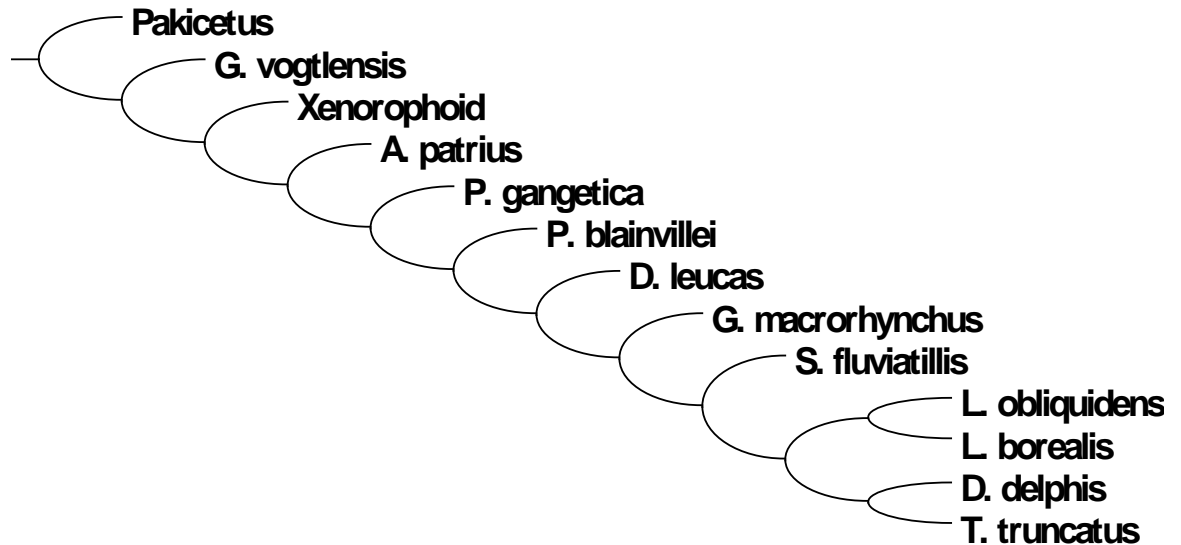 Pakicetus
G. vogtlensis
Xenorophoid
A. patrius
P. gangetica
P. blainvillei
D. leucas
G. macrorhynchus
S. fluviatillis
L. obliquidens
L. borealis
D. delphis
T. truncatus